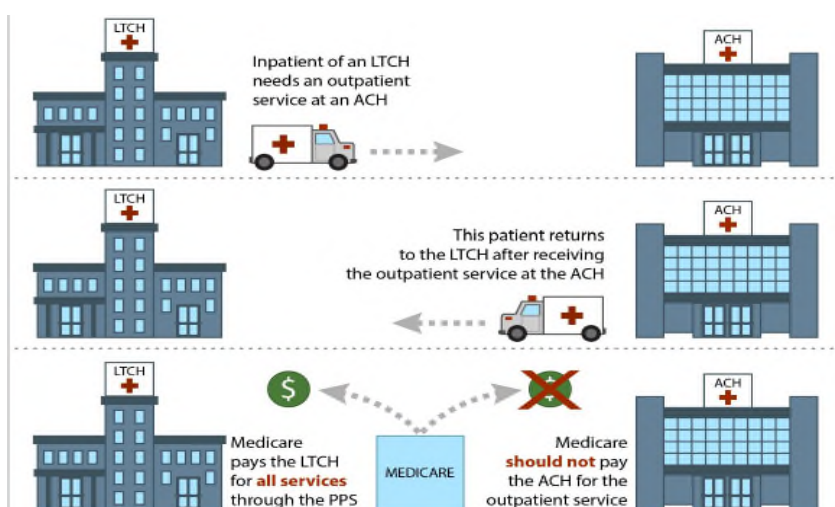 LTCH
ACH
Inpatient of an LTCH
needs an outpatient
service at an ACH
LTCH
ACH
This patient returns
to the LTCH after receiving
the outpatient service at the ACH
LTCH
$
$
ACH
Medicare
pays the LTCH
for all services
through the PPS
MEDICARE
Medicare
should not pay
the ACH for the
outpatient service